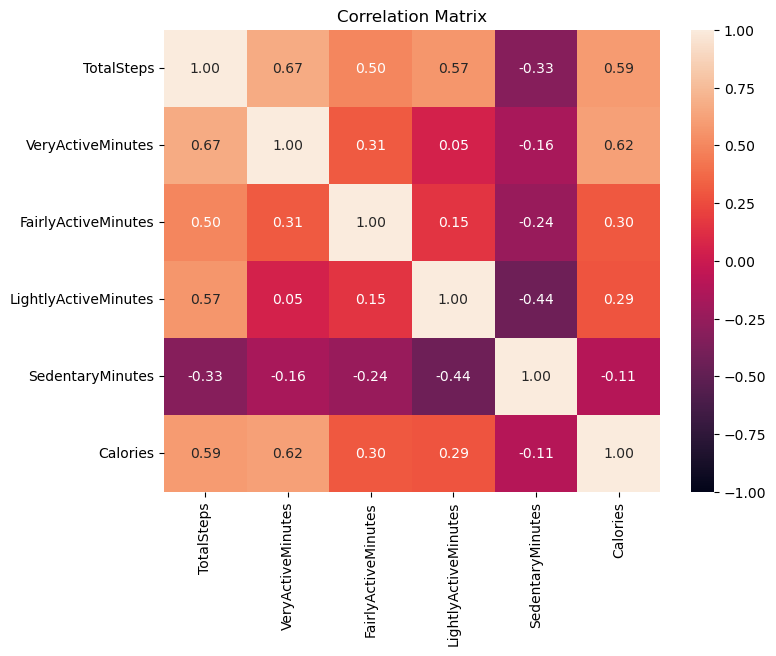 Correlation Matrix
TotalSteps 1.00 0.67 0.50 0.57 -0.33 0.59
VeryActiveMinutes 0.67 1.00 0.31 0.05 -0.16 0.62
FairlyActiveMinutes 0.50 0.31 1.00 0.15 -0.24 0.30
LightlyActiveMinutes 0.57 0.05 0.15 1.00 -0.44 0.29
SedentaryMinutes -0.33 -0.16 -0.24 -0.44 1.00 -0.11
Calories 0.59 0.62 0.30 0.29 -0.11 1.00
TotalSteps
VeryActiveMinutes
FairlyActiveMinutes
LightlyActiveMinutes
SedentaryMinutes
Calories
1.00
0.75
0.50
0.25
0.00
−0.25
−0.50
−0.75
−1.00